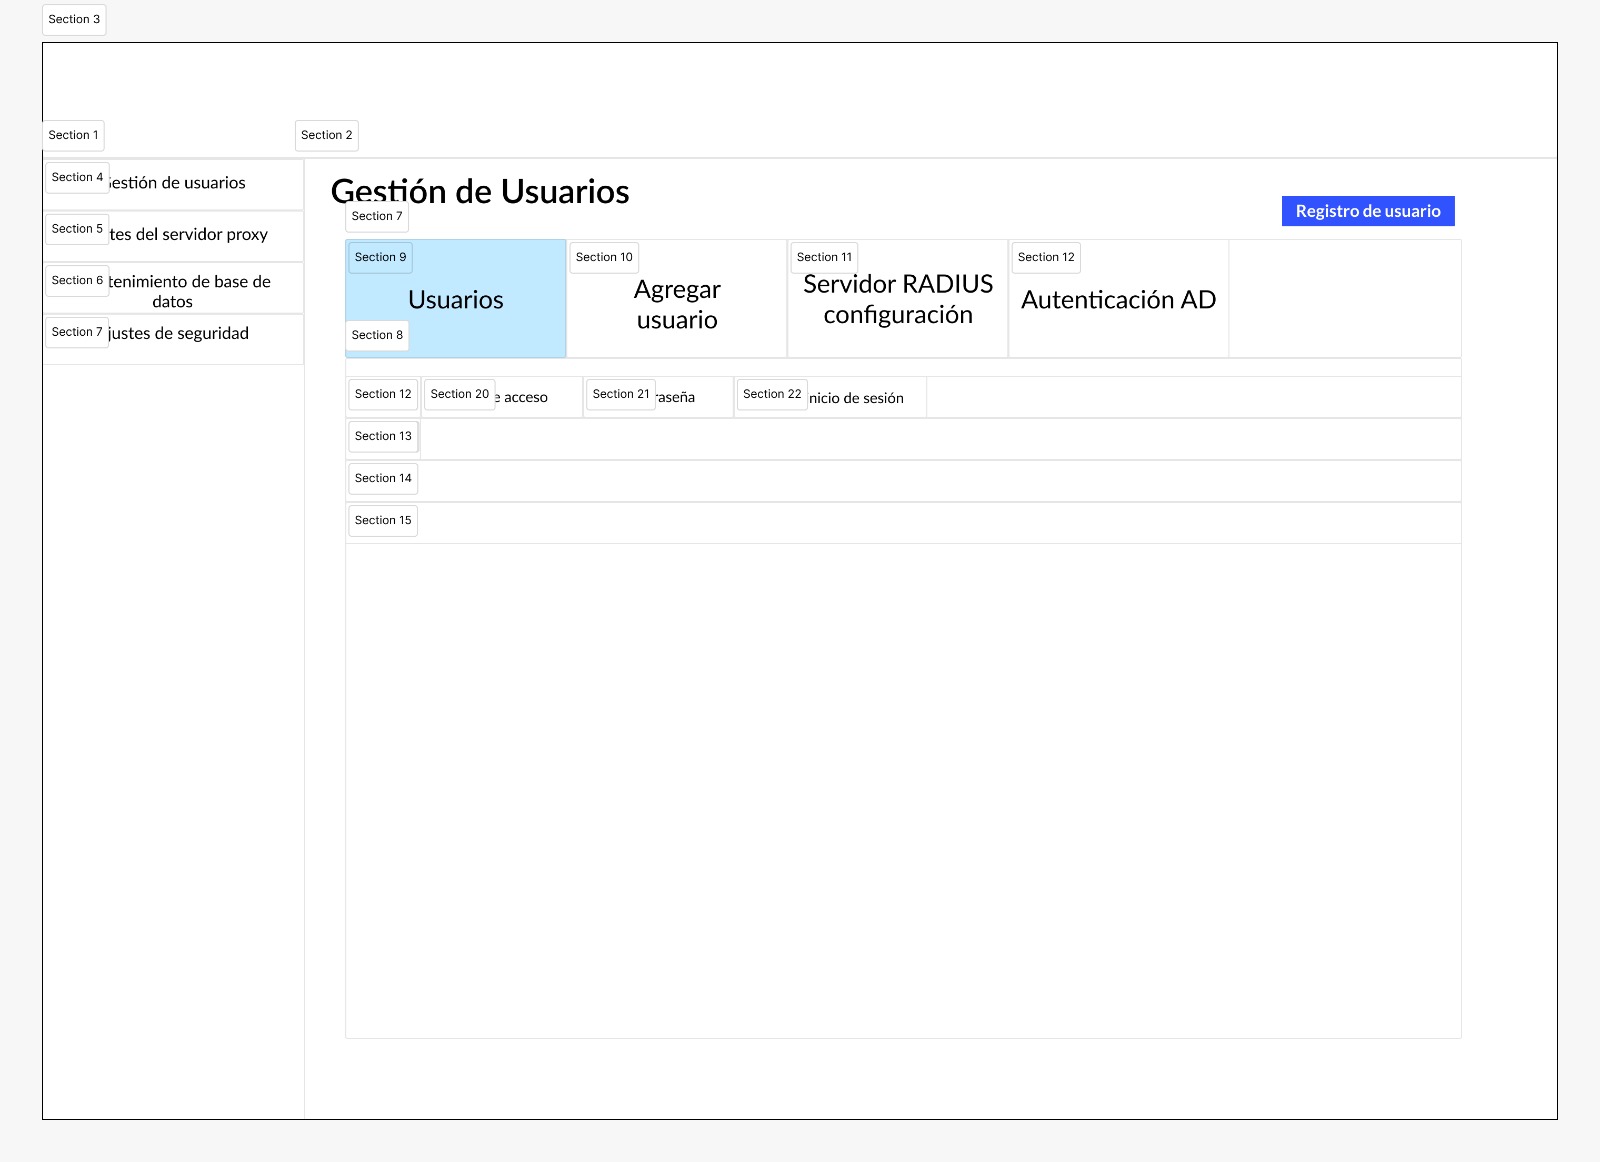 Section 3
Section 1
Section 2
Section 4
estión de usuarios
Section 5
tes del servidor proxy
Section 6
tenimiento de base de
datos
Section 7
justes de seguridad
Gestión de Usuarios
Registro de usuario
Section 7
Section 9
Usuarios
Section 8
Section 10
Agregar
usuario
Section 11
Servidor RADIUS
configuración
Section 12
Autenticación AD
Section 12
Section 20
e acceso
Section 21
raseña
Section 22
nicio de sesión
Section 13
Section 14
Section 15